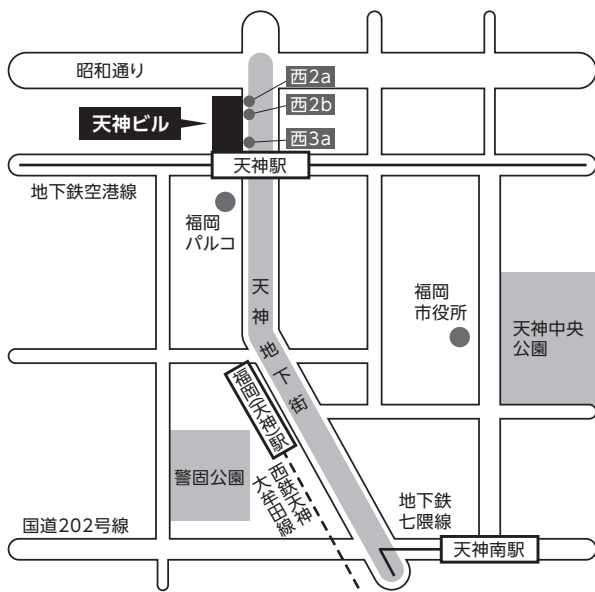 昭和通り
西2a
西2b
天神ビル
西3a
天神駅
地下鉄空港線
福岡
パルコ
天神地下街
福岡
市役所
天神中央
公園
福岡(天神)駅
警固公園
西鉄天神
大牟田線
地下鉄
七隈線
国道202号線
天神南駅